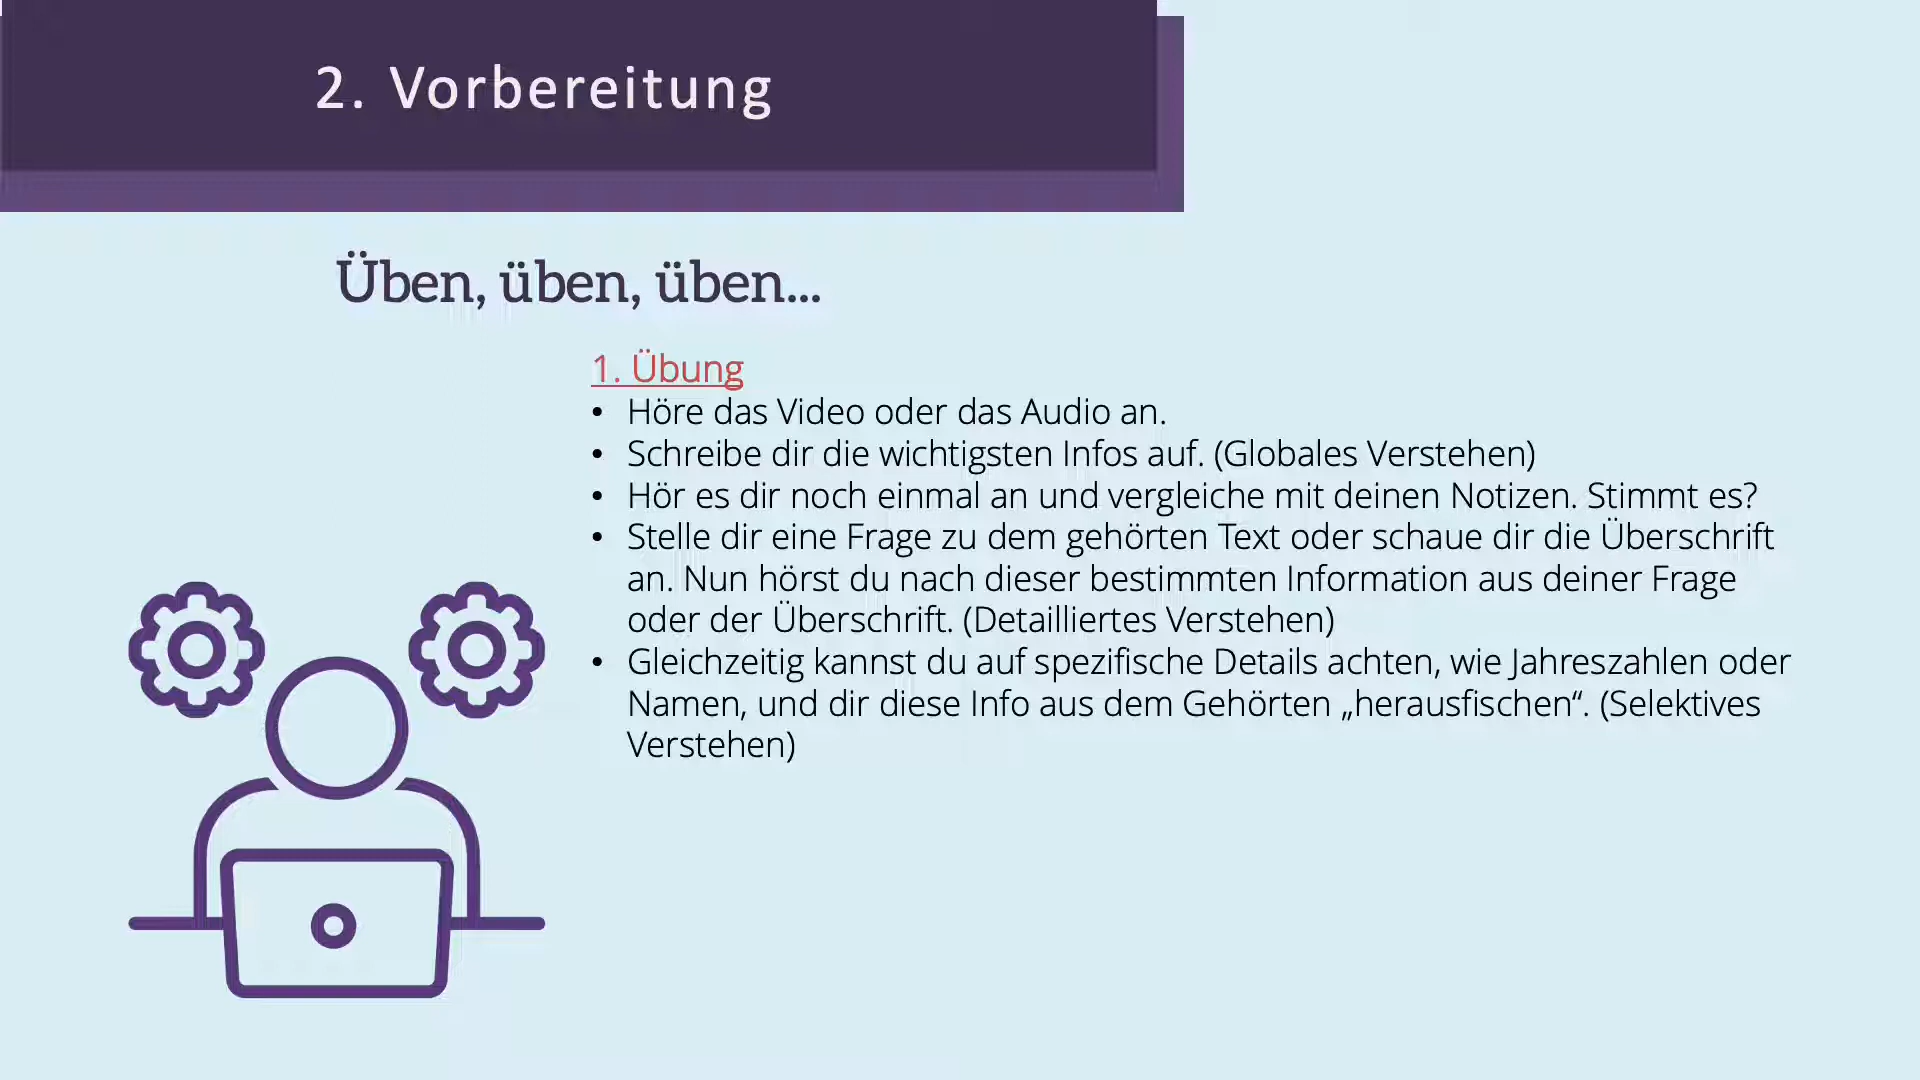 2. Vorbereitung
Üben, üben, üben...
1. Übung
• Höre das Video oder das Audio an.
• Schreibe dir die wichtigsten Infos auf. (Globales Verstehen)
• Hör es dir noch einmal an und vergleiche mit deinen Notizen. Stimmt es?
• Stelle dir eine Frage zu dem gehörten Text oder schaue dir die Überschrift
an. Nun hörst du nach dieser bestimmten Information aus deiner Frage
oder der Überschrift. (Detailliertes Verstehen)
• Gleichzeitig kannst du auf spezifische Details achten, wie Jahreszahlen oder
Namen, und dir diese Info aus dem Gehörten „herausfischen“. (Selektives
Verstehen)